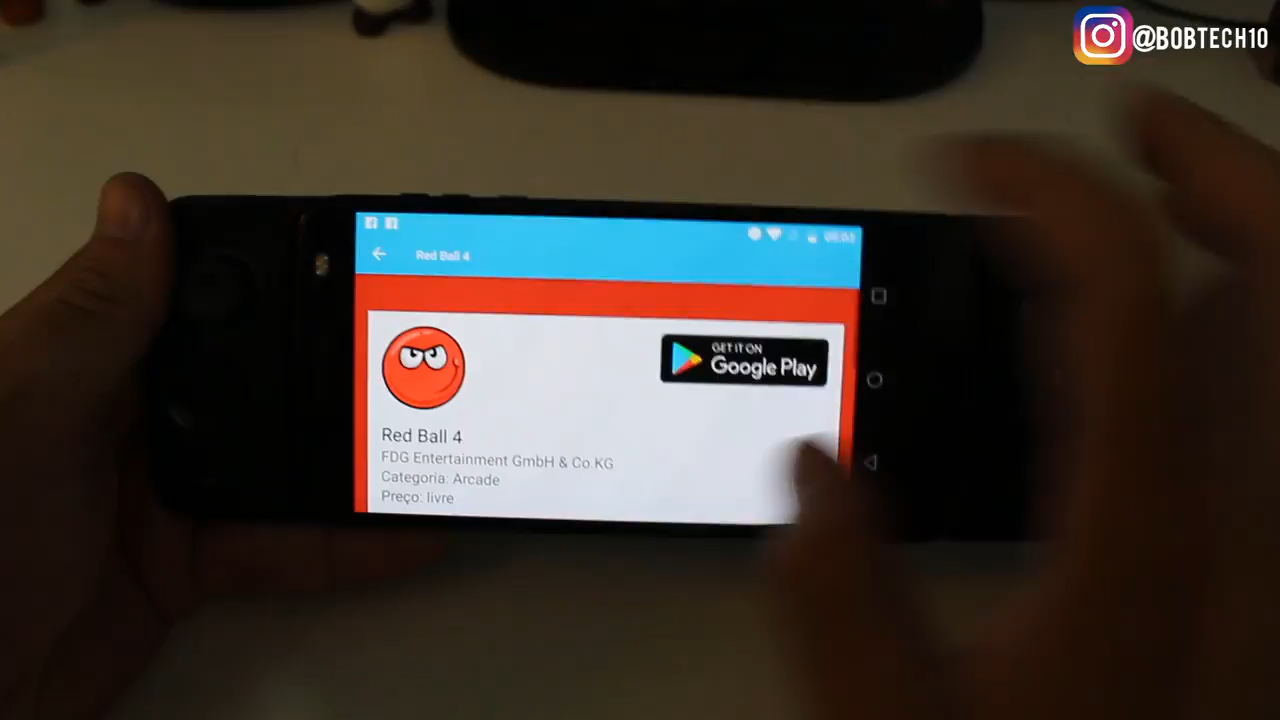 @BOBTECH10
Red Ball 4
GET IT ON
Google Play
Red Ball 4
FDG Entertainment GmbH & Co.KG
Categoria: Arcade
Preço: livre